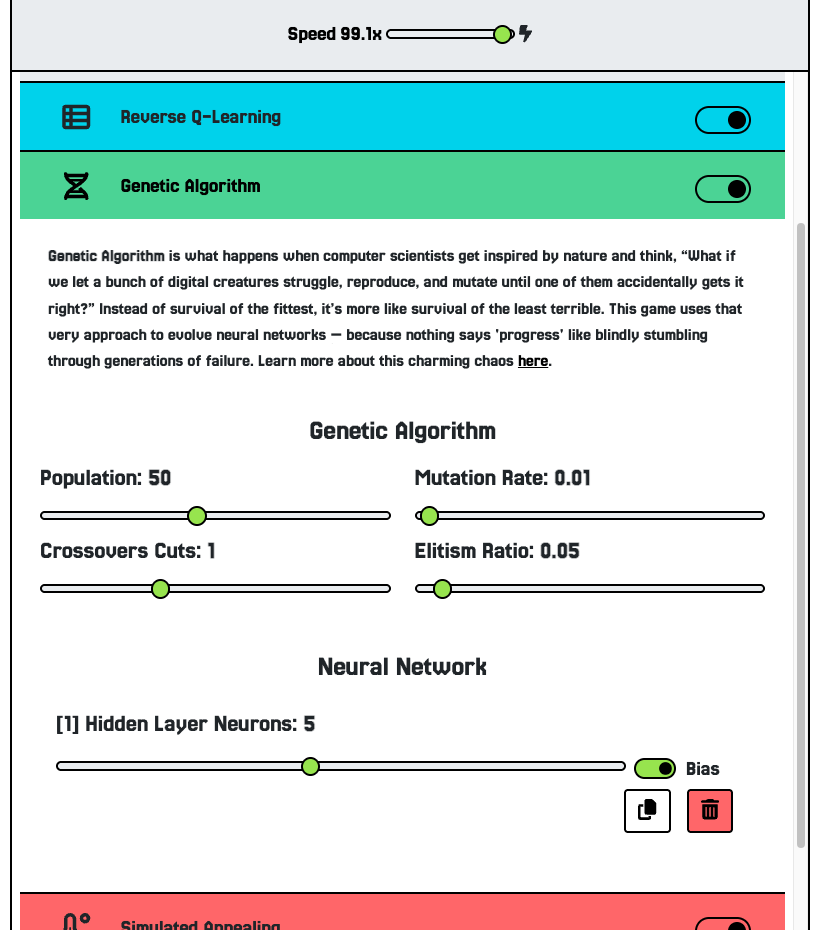 Speed 99.1x
Reverse Q-Learning
Genetic Algorithm
Genetic Algorithm is what happens when computer scientists get inspired by nature and think, “What if
we let a bunch of digital creatures struggle, reproduce, and mutate until one of them accidentally gets it
right?” Instead of survival of the fittest, it’s more like survival of the least terrible. This game uses that
very approach to evolve neural networks — because nothing says ‘progress’ like blindly stumbling
through generations of failure. Learn more about this charming chaos here.
Genetic Algorithm
Population: 50
Mutation Rate: 0.01
Crossovers Cuts: 1
Elitism Ratio: 0.05
Neural Network
[1] Hidden Layer Neurons: 5
Bias
Simulated Annealing